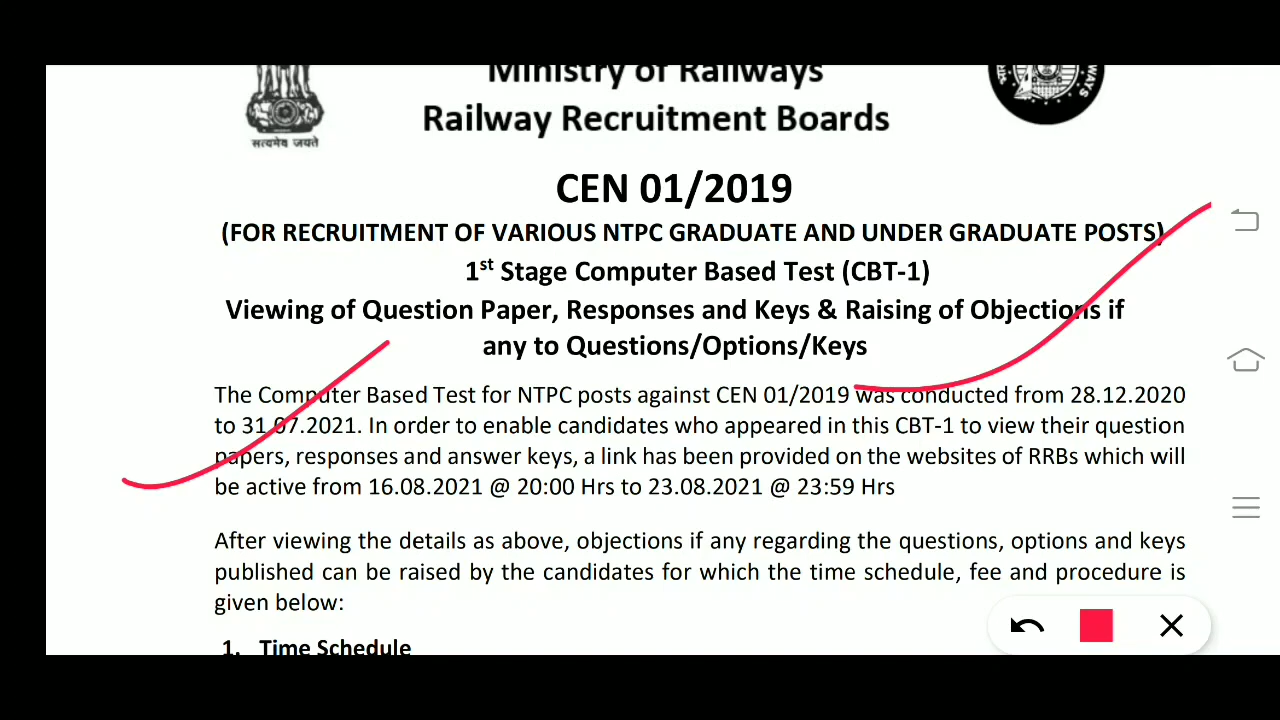 Ministry of Railways
Railway Recruitment Boards
सत्यमेव जयते
WAYS
CEN 01/2019
(FOR RECRUITMENT OF VARIOUS NTPC GRADUATE AND UNDER GRADUATE POSTS)
1st Stage Computer Based Test (CBT-1)
Viewing of Question Paper, Responses and Keys & Raising of Objections if
any to Questions/Options/Keys
The Computer Based Test for NTPC posts against CEN 01/2019 was conducted from 28.12.2020
to 31.07.2021. In order to enable candidates who appeared in this CBT-1 to view their question
papers, responses and answer keys, a link has been provided on the websites of RRBs which will
be active from 16.08.2021 @ 20:00 Hrs to 23.08.2021 @ 23:59 Hrs
After viewing the details as above, objections if any regarding the questions, options and keys
published can be raised by the candidates for which the time schedule, fee and procedure is
given below:
1. Time Schedule